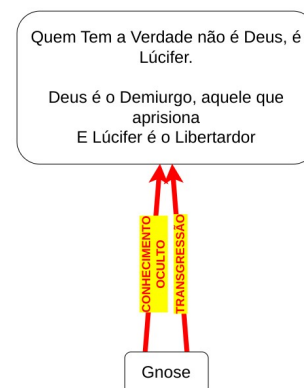 Quem Tem a Verdade não é Deus, é
Lúcifer.
Deus é o Demiurgo, aquele que
aprisiona
E Lúcifer é o Libertardor
CONHECIMENTO
OCULTO
TRANSGRESSÃO
Gnose